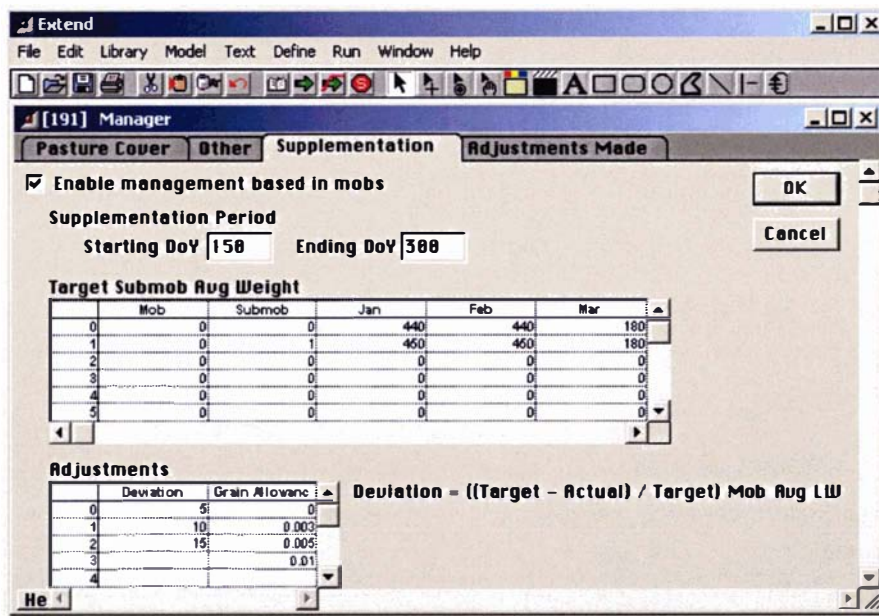 Extend
File Edit Library Model Text Define Run Window Help
[191] Manager
Pasture Cover Other Supplementation Adjustments Made
Enable management based in mobs
OK
Supplementation Period
Starting DoY 150 Ending DoY 300
Cancel
Target Submob Avg Weight
Mob Submob Jan Feb Mar
0 0 0 440 440 180
1 0 1 450 450 180
2 0 0 0 0 0
3 0 0 0 0 0
4 0 0 0 0 0
5 0 0 0 0 0
Adjustments
Deviation Grain Allowanc
Deviation = ((Target - Actual) / Target) Mob Avg LW
0 5 0
1 10 0.003
2 15 0.005
3 0.01
4
He